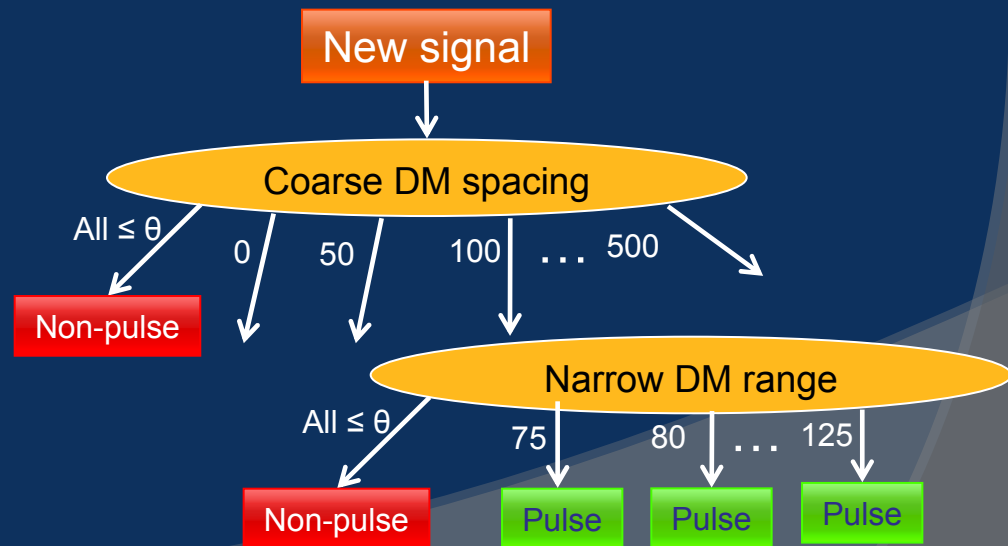 New signal
Coarse DM spacing
All ≤ θ
0
50
100
...
500
Non-pulse
Narrow DM range
All ≤ θ
75
80
...
125
Non-pulse
Pulse
Pulse
Pulse